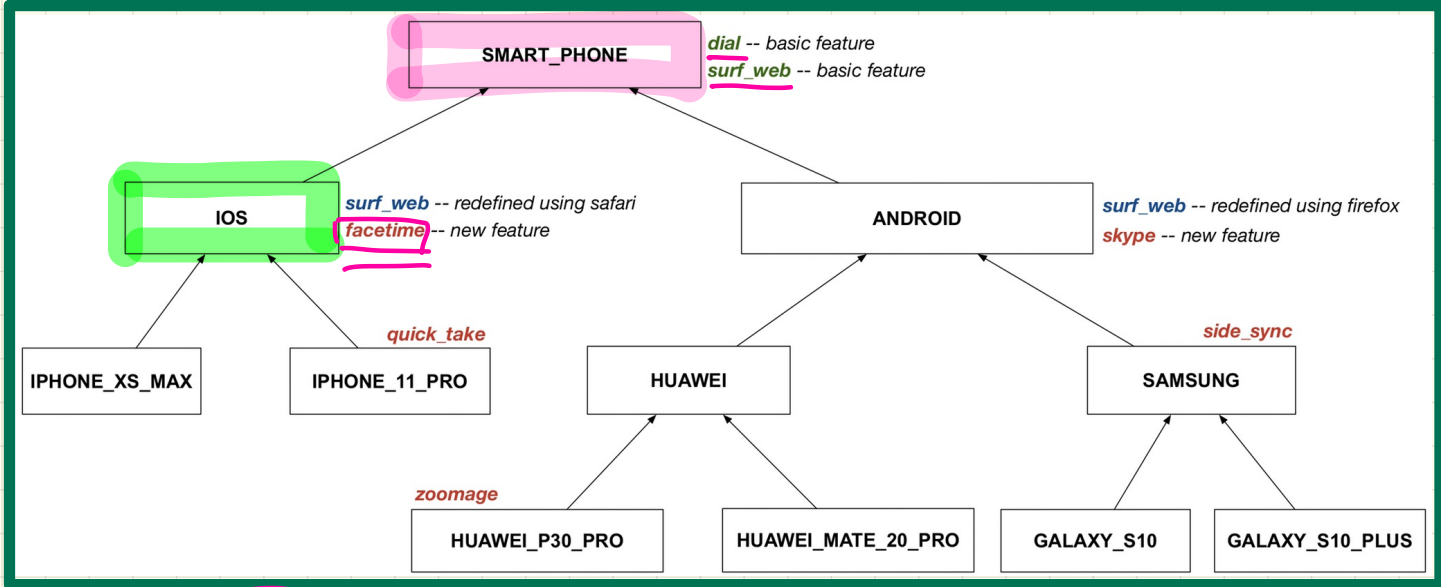 SMART_PHONE
dial -- basic feature
surf_web -- basic feature
IOS
surf_web -- redefined using safari
facetime -- new feature
ANDROID
surf_web -- redefined using firefox
skype -- new feature
IPHONE_XS_MAX
quick_take
IPHONE_11_PRO
HUAWEI
side_sync
SAMSUNG
zoomage
HUAWEI_P30_PRO
HUAWEI_MATE_20_PRO
GALAXY_S10
GALAXY_S10_PLUS